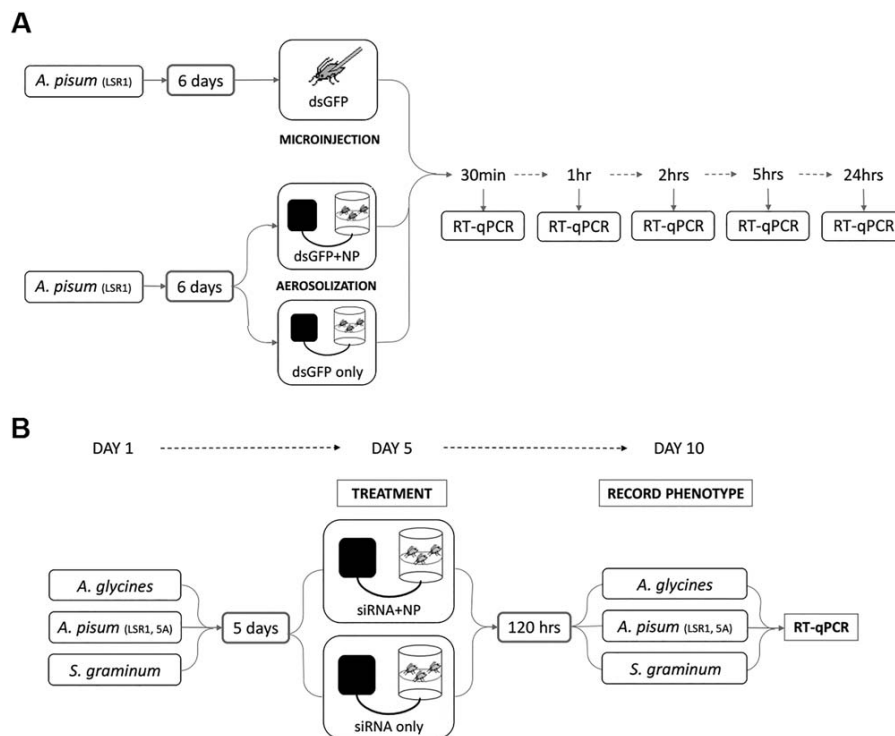 A
A. pisum (LSR1)
6 days
dsGFP
MICROINJECTION
30min
1hr
2hrs
5hrs
24hrs
RT-qPCR
RT-qPCR
RT-qPCR
RT-qPCR
RT-qPCR
dsGFP+NP
A. pisum (LSR1)
6 days
AEROSOLIZATION
dsGFP only
B
DAY 1
DAY 5
DAY 10
TREATMENT
RECORD PHENOTYPE
siRNA+NP
A. glycines
A. pisum (LSR1, 5A)
S. graminum
5 days
120 hrs
A. glycines
A. pisum (LSR1, 5A)
S. graminum
RT-qPCR
siRNA only